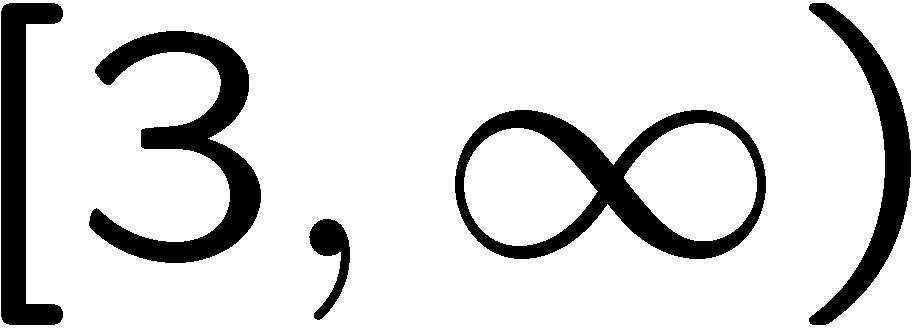 [3, ∞)